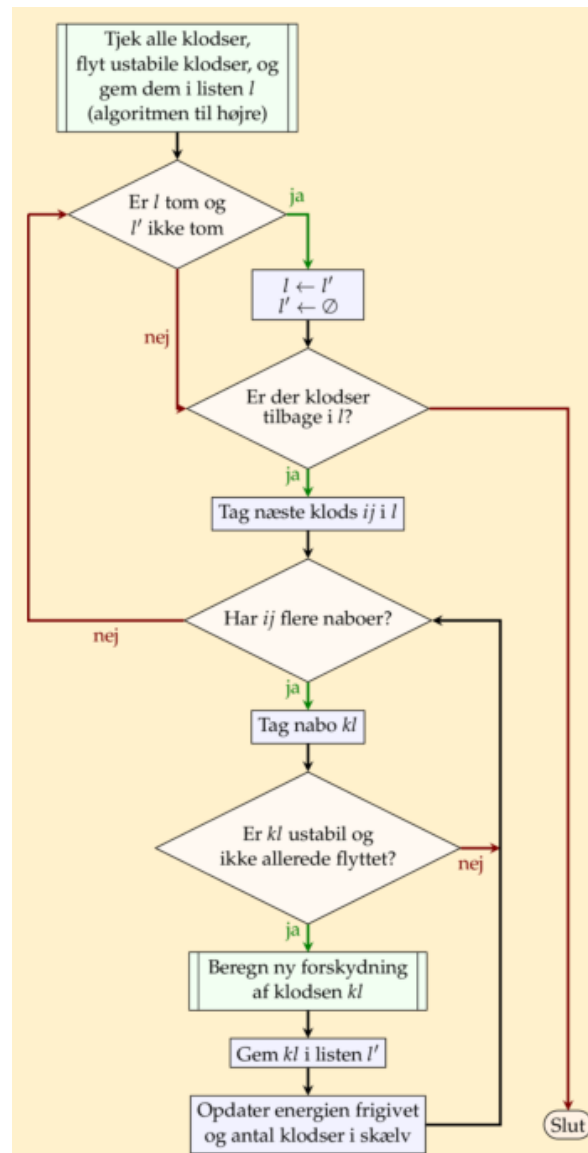 Tjek alle klodser,
flyt ustabile klodser, og
gem dem i listen l
(algoritmen til højre)
Er l tom og
l′ ikke tom
ja
l ← l′
l′ ← ∅
nej
Er der klodser
tilbage i l?
ja
Tag næste klods ij i l
Har ij flere naboer?
nej
ja
Tag nabo kl
Er kl ustabil og
ikke allerede flyttet?
nej
ja
Beregn ny forskydning
af klodsen kl
Gem kl i listen l′
Opdater energien frigivet
og antal klodser i skælv
Slut